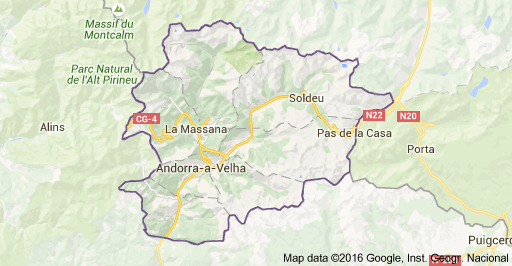 Massif du
Montcalm
Parc Natural
de l'Alt Pirineu
Soldeu
CG-4
N22
N20
Alins
La Massana
Pas de la Casa
Porta
Andorra-a-Velha
Puigcer
Map data ©2016 Google, Inst. Geogr. Nacional